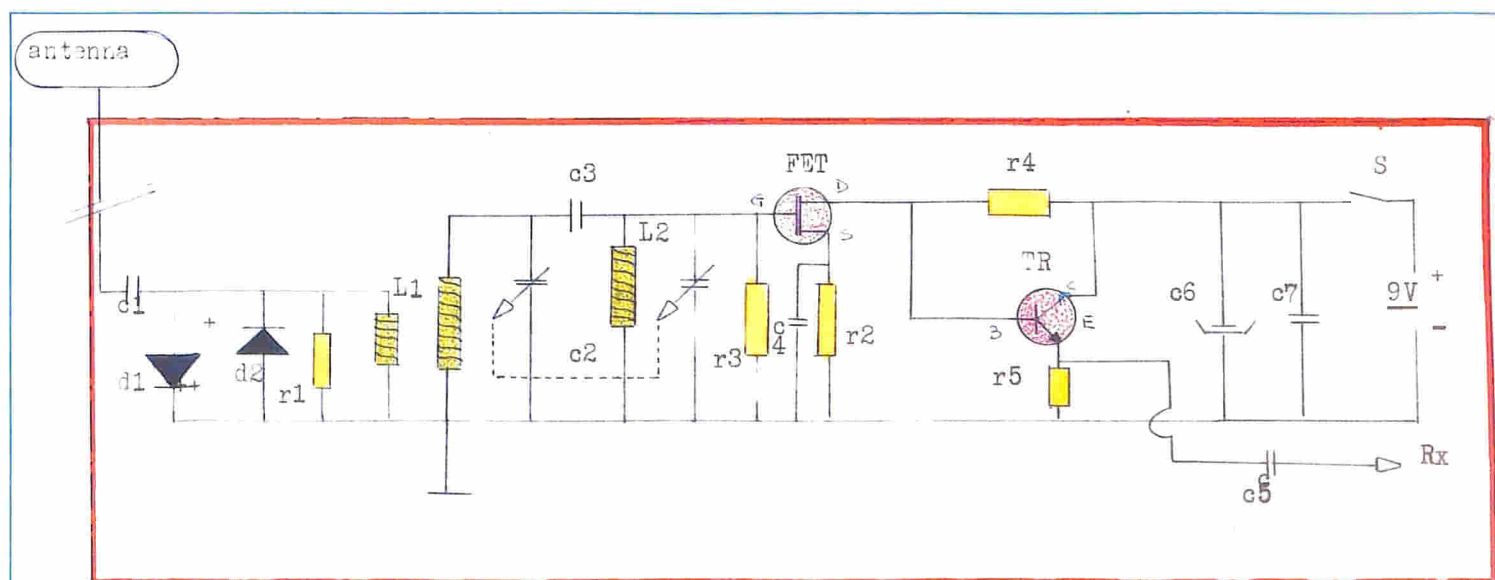 antenna
FET
r4
S
c3
G
D
S
L2
TR
C
L1
c6
c7
9V
+
c1
+
B
E
c2
r3
c
4
r2
-
d1
+
d2
r1
r5
Rx
c5